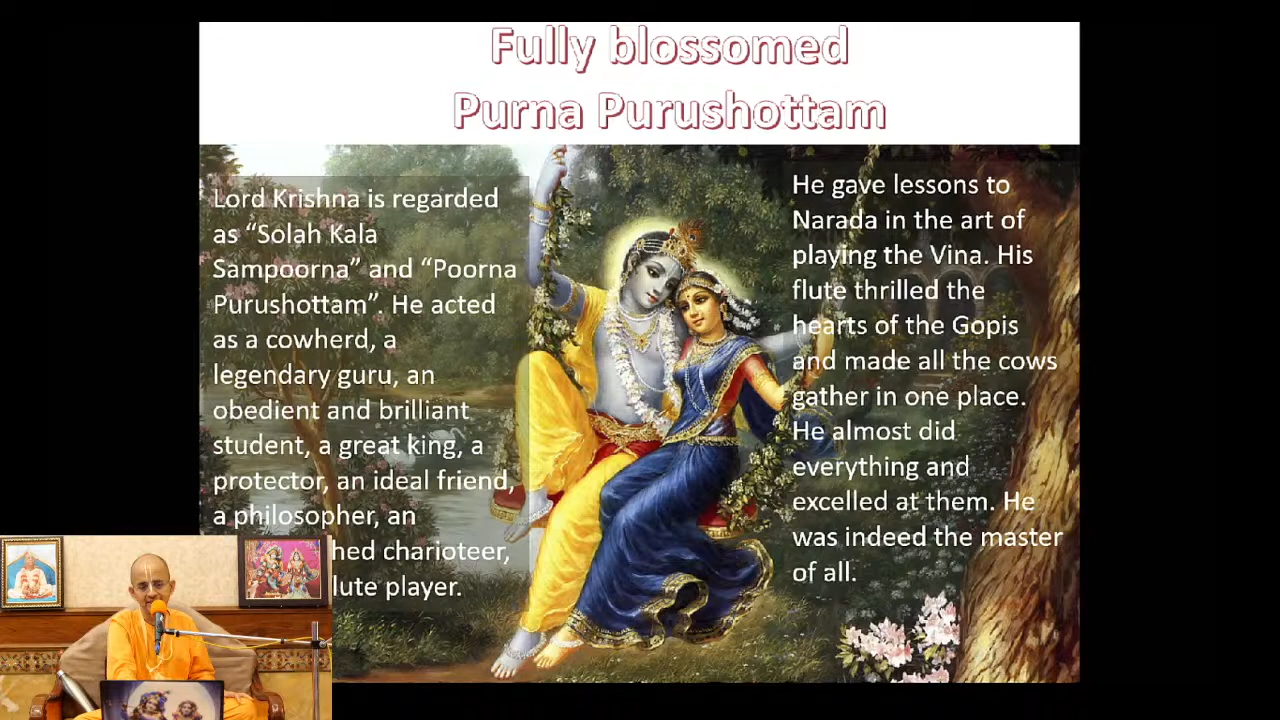 Fully blossomed
Purna Purushottam
Lord Krishna is regarded
as “Solah Kala
Sampoorna” and “Poorna
Purushottam”. He acted
as a cowherd, a
legendary guru, an
obedient and brilliant
student, a great king, a
protector, an ideal friend,
a philosopher, an
hed charioteer,
lute player.
He gave lessons to
Narada in the art of
playing the Vina. His
flute thrilled the
hearts of the Gopis
and made all the cows
gather in one place.
He almost did
everything and
excelled at them. He
was indeed the master
of all.